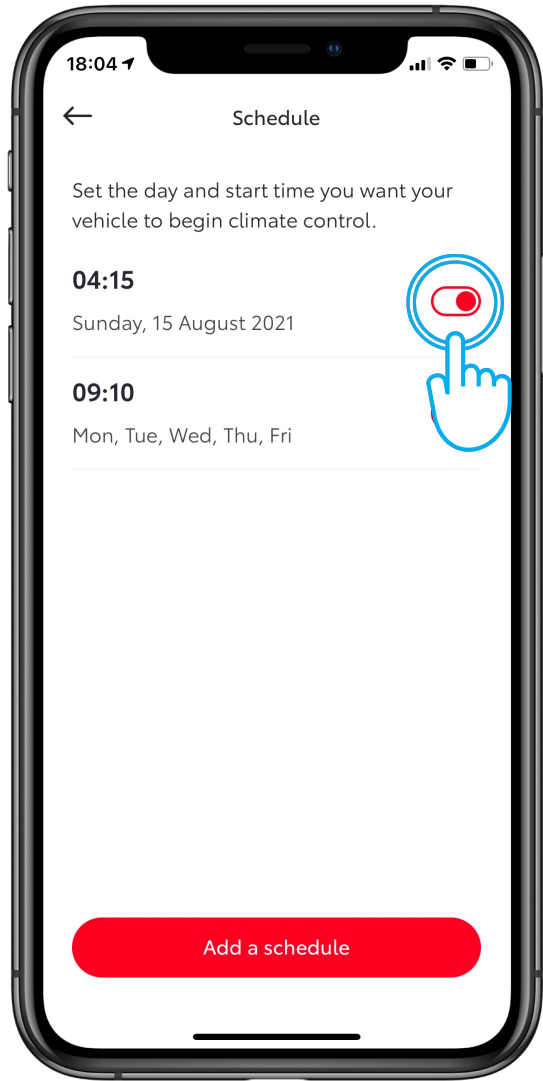 18:04
Schedule
Set the day and start time you want your
vehicle to begin climate control.
04:15
Sunday, 15 August 2021
09:10
Mon, Tue, Wed, Thu, Fri
Add a schedule